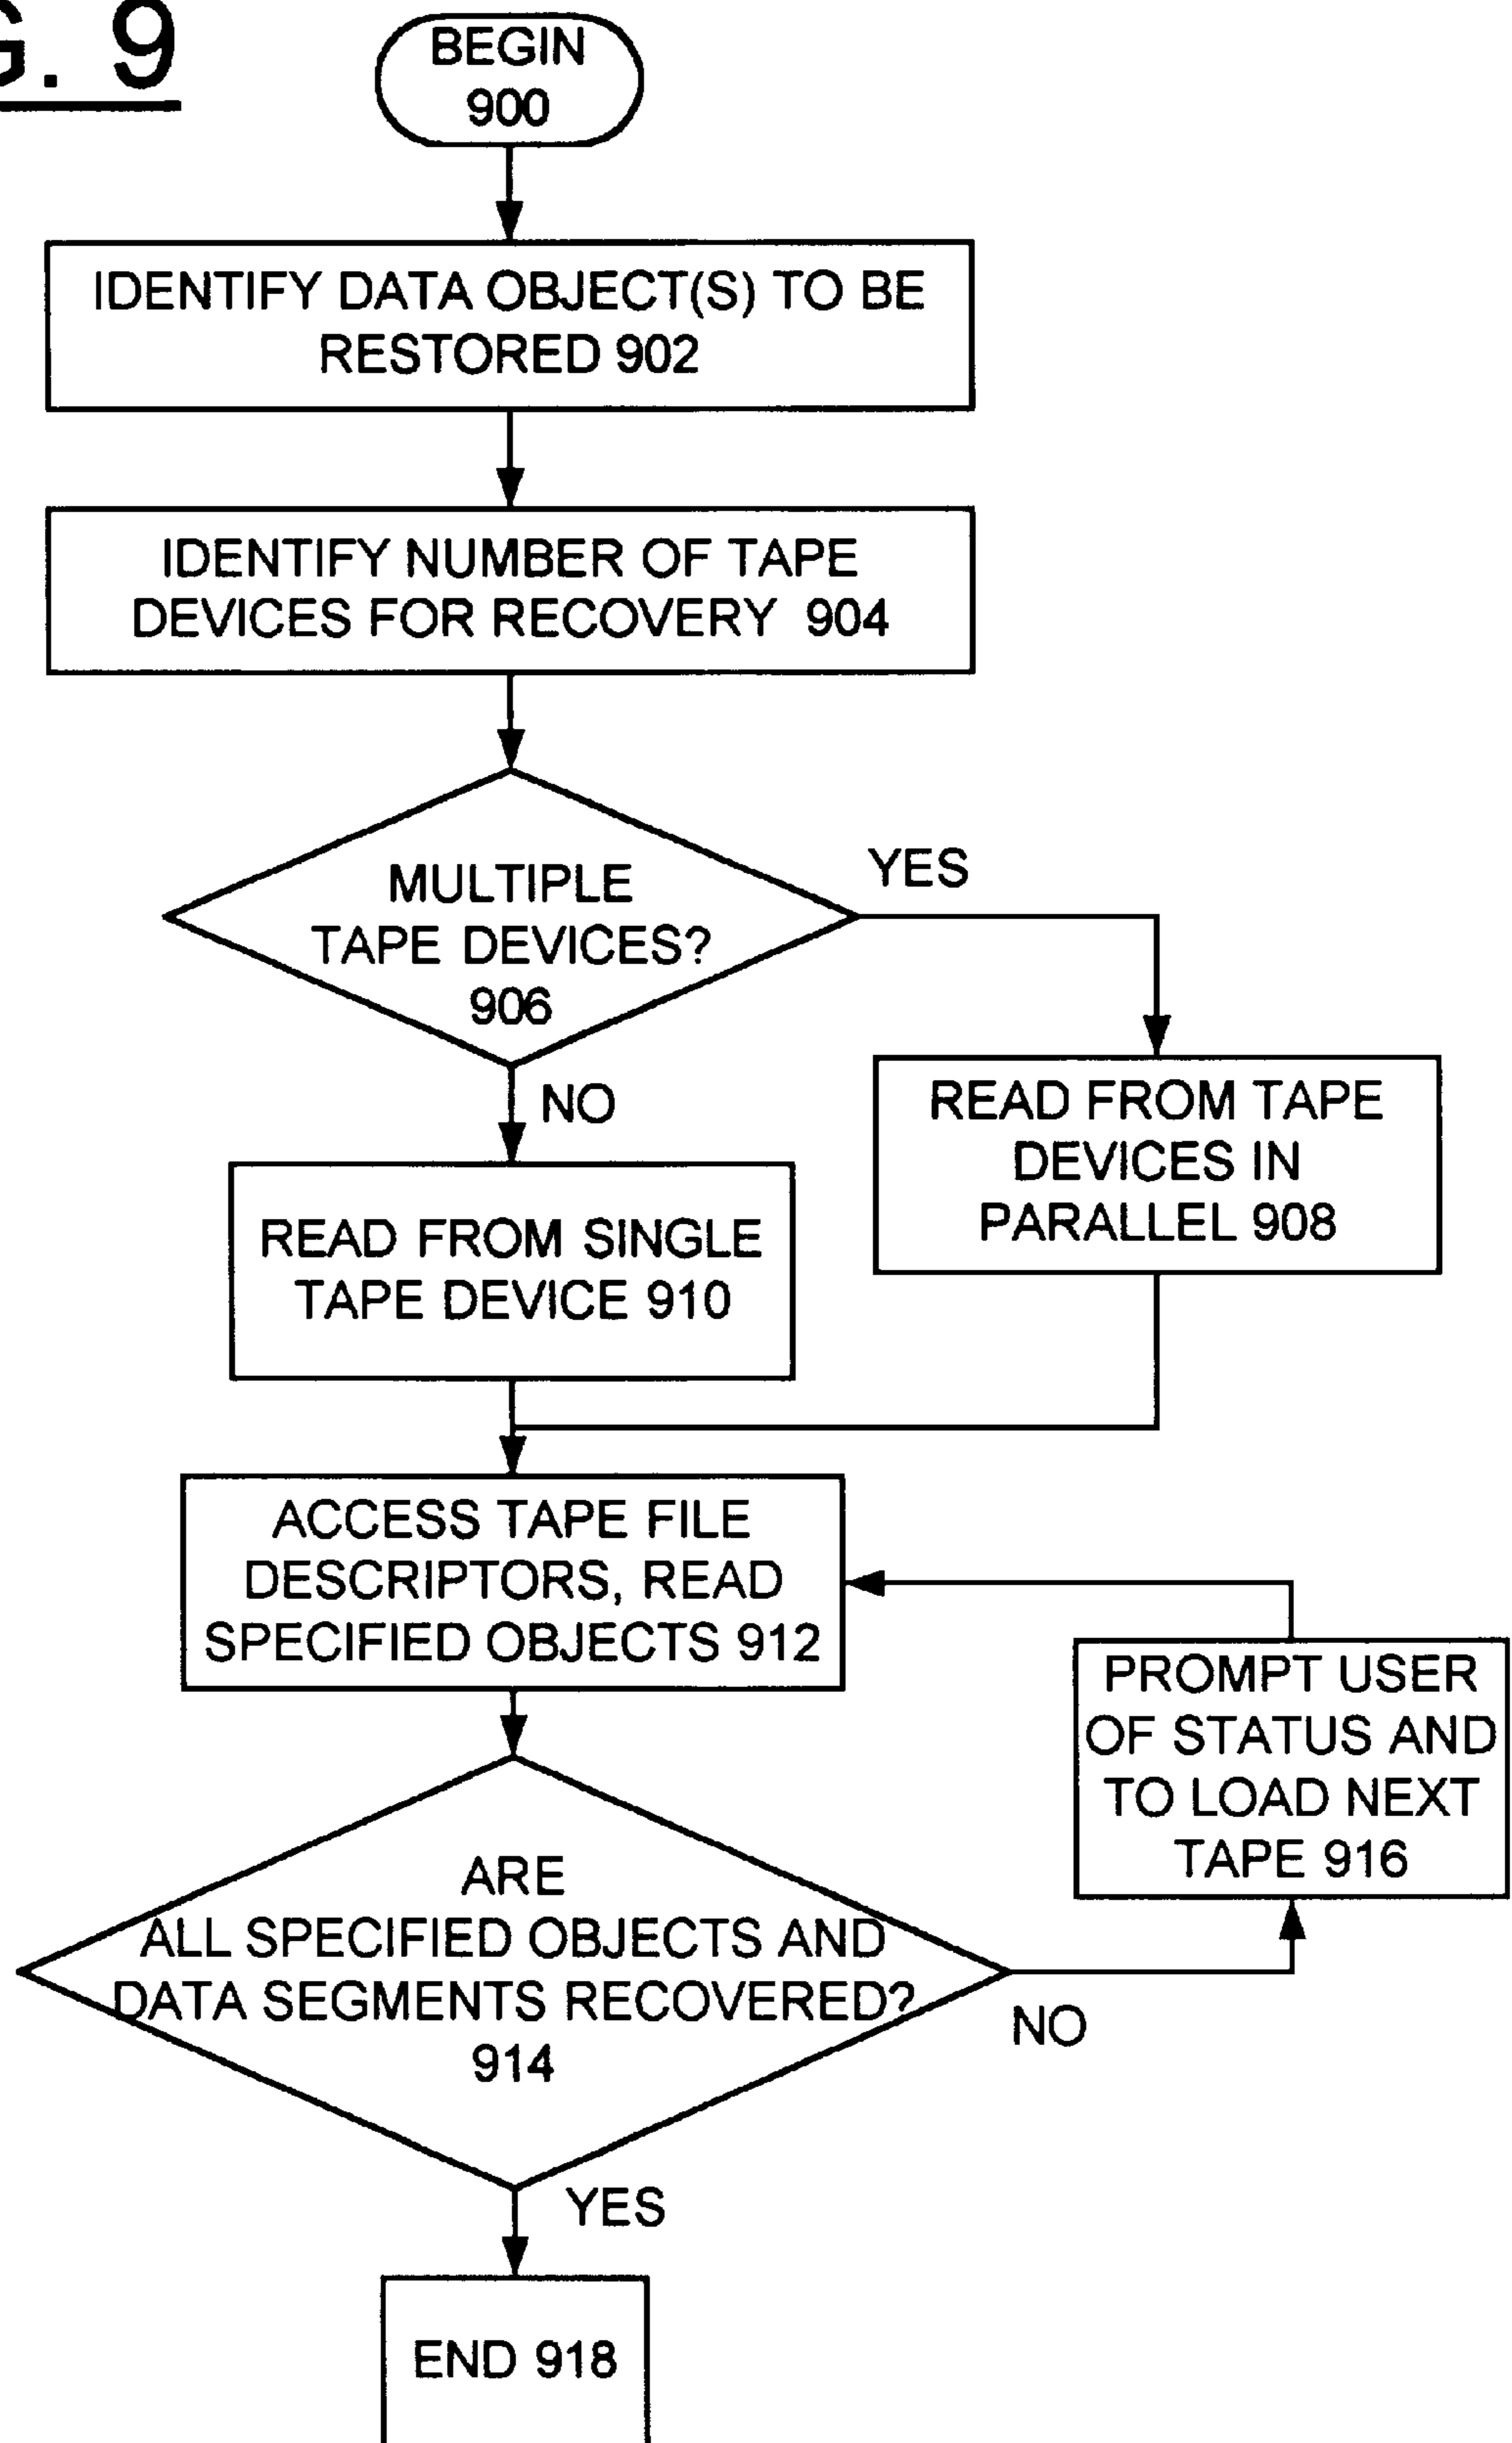 G. 9
BEGIN
900
IDENTIFY DATA OBJECT(S) TO BE
RESTORED 902
IDENTIFY NUMBER OF TAPE
DEVICES FOR RECOVERY 904
MULTIPLE
TAPE DEVICES?
906
YES
NO
READ FROM TAPE
DEVICES IN
PARALLEL 908
READ FROM SINGLE
TAPE DEVICE 910
ACCESS TAPE FILE
DESCRIPTORS, READ
SPECIFIED OBJECTS 912
PROMPT USER
OF STATUS AND
TO LOAD NEXT
TAPE 916
ARE
ALL SPECIFIED OBJECTS AND
DATA SEGMENTS RECOVERED?
914
NO
YES
END 918